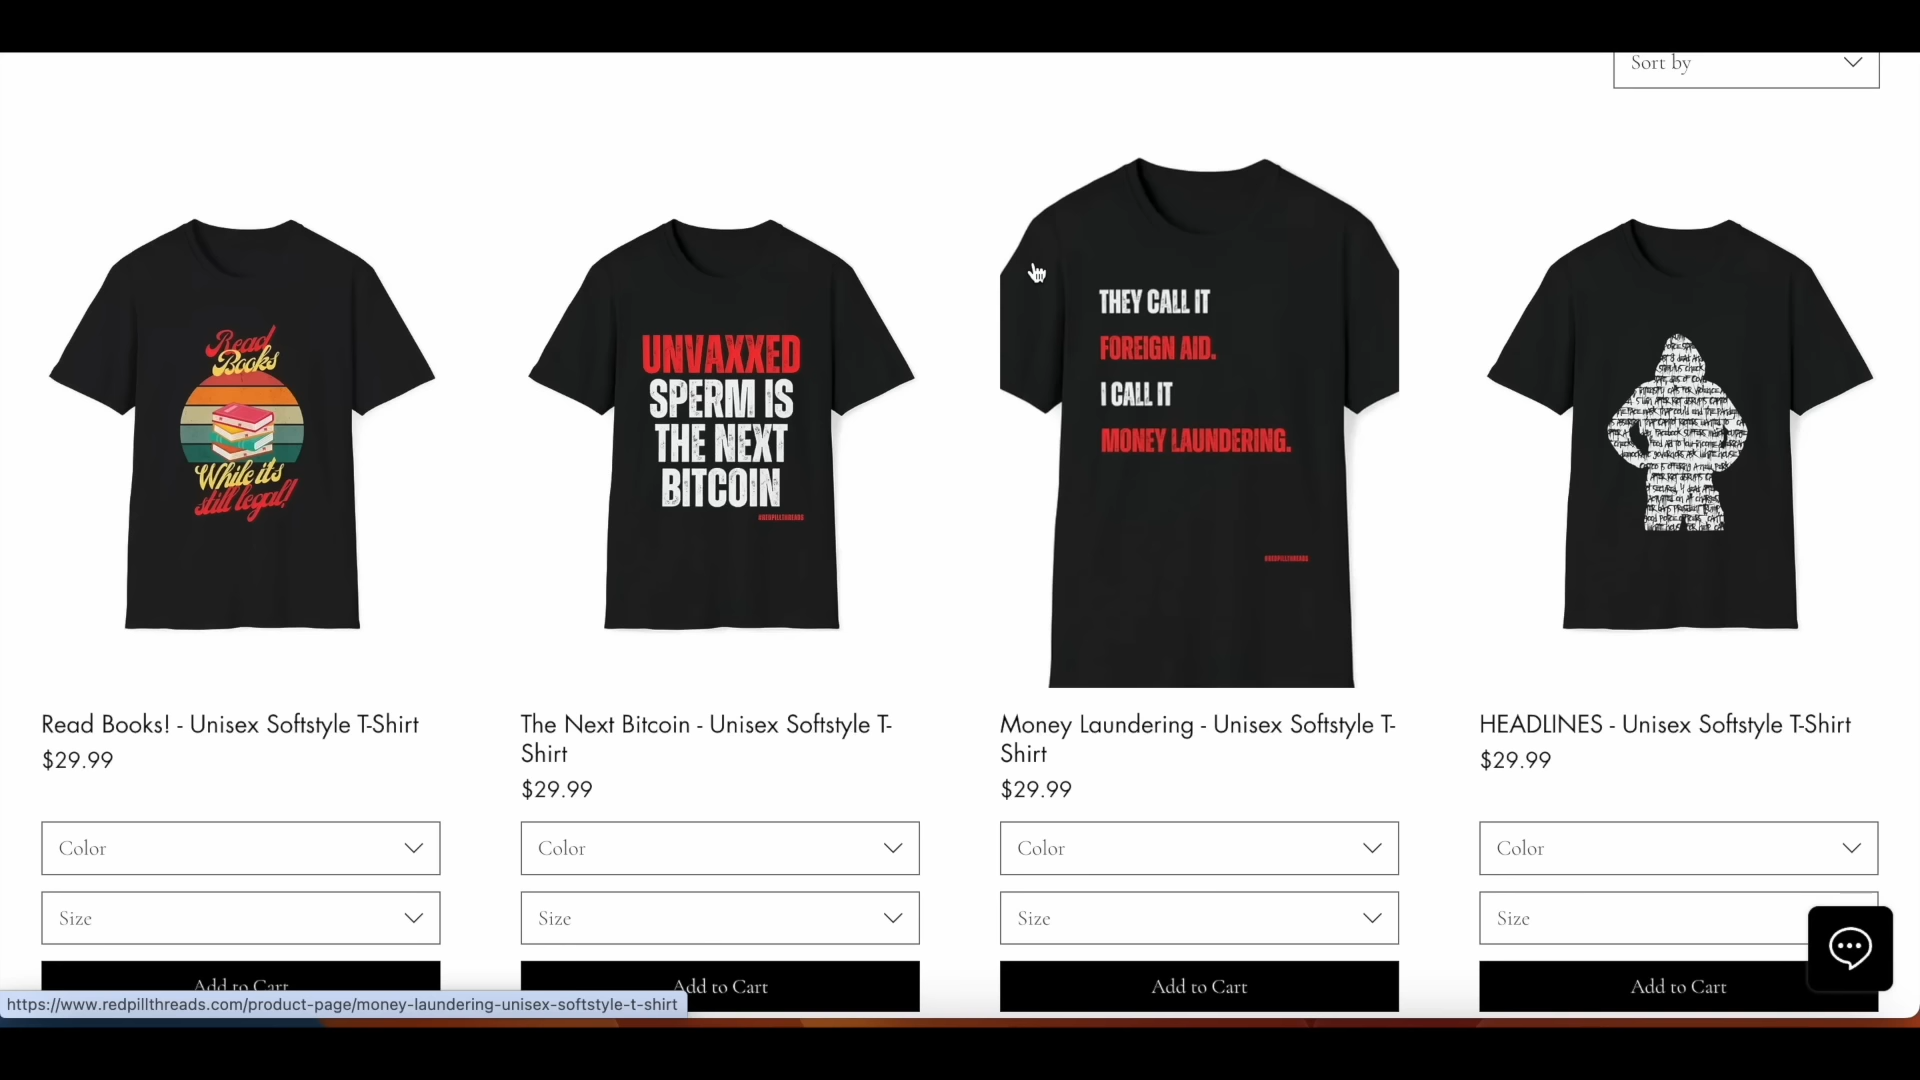 Sort by
Read
Books
While it's
still legal!
UNVAXXED
SPERM IS
THE NEXT
BITCOIN
#REDPILLTHREADS
THEY CALL IT
FOREIGN AID.
I CALL IT
MONEY LAUNDERING.
#REDPILLTHREADS
Read Books! - Unisex Softstyle T-Shirt
$29.99
The Next Bitcoin - Unisex Softstyle T-
Shirt
$29.99
Money Laundering - Unisex Softstyle T-
Shirt
$29.99
HEADLINES - Unisex Softstyle T-Shirt
$29.99
Color
Color
Color
Color
Size
Size
Size
Size
Add to Cart
Add to Cart
Add to Cart
Add to Cart
https://www.redpillthreads.com/product-page/money-laundering-unisex-softstyle-t-shirt